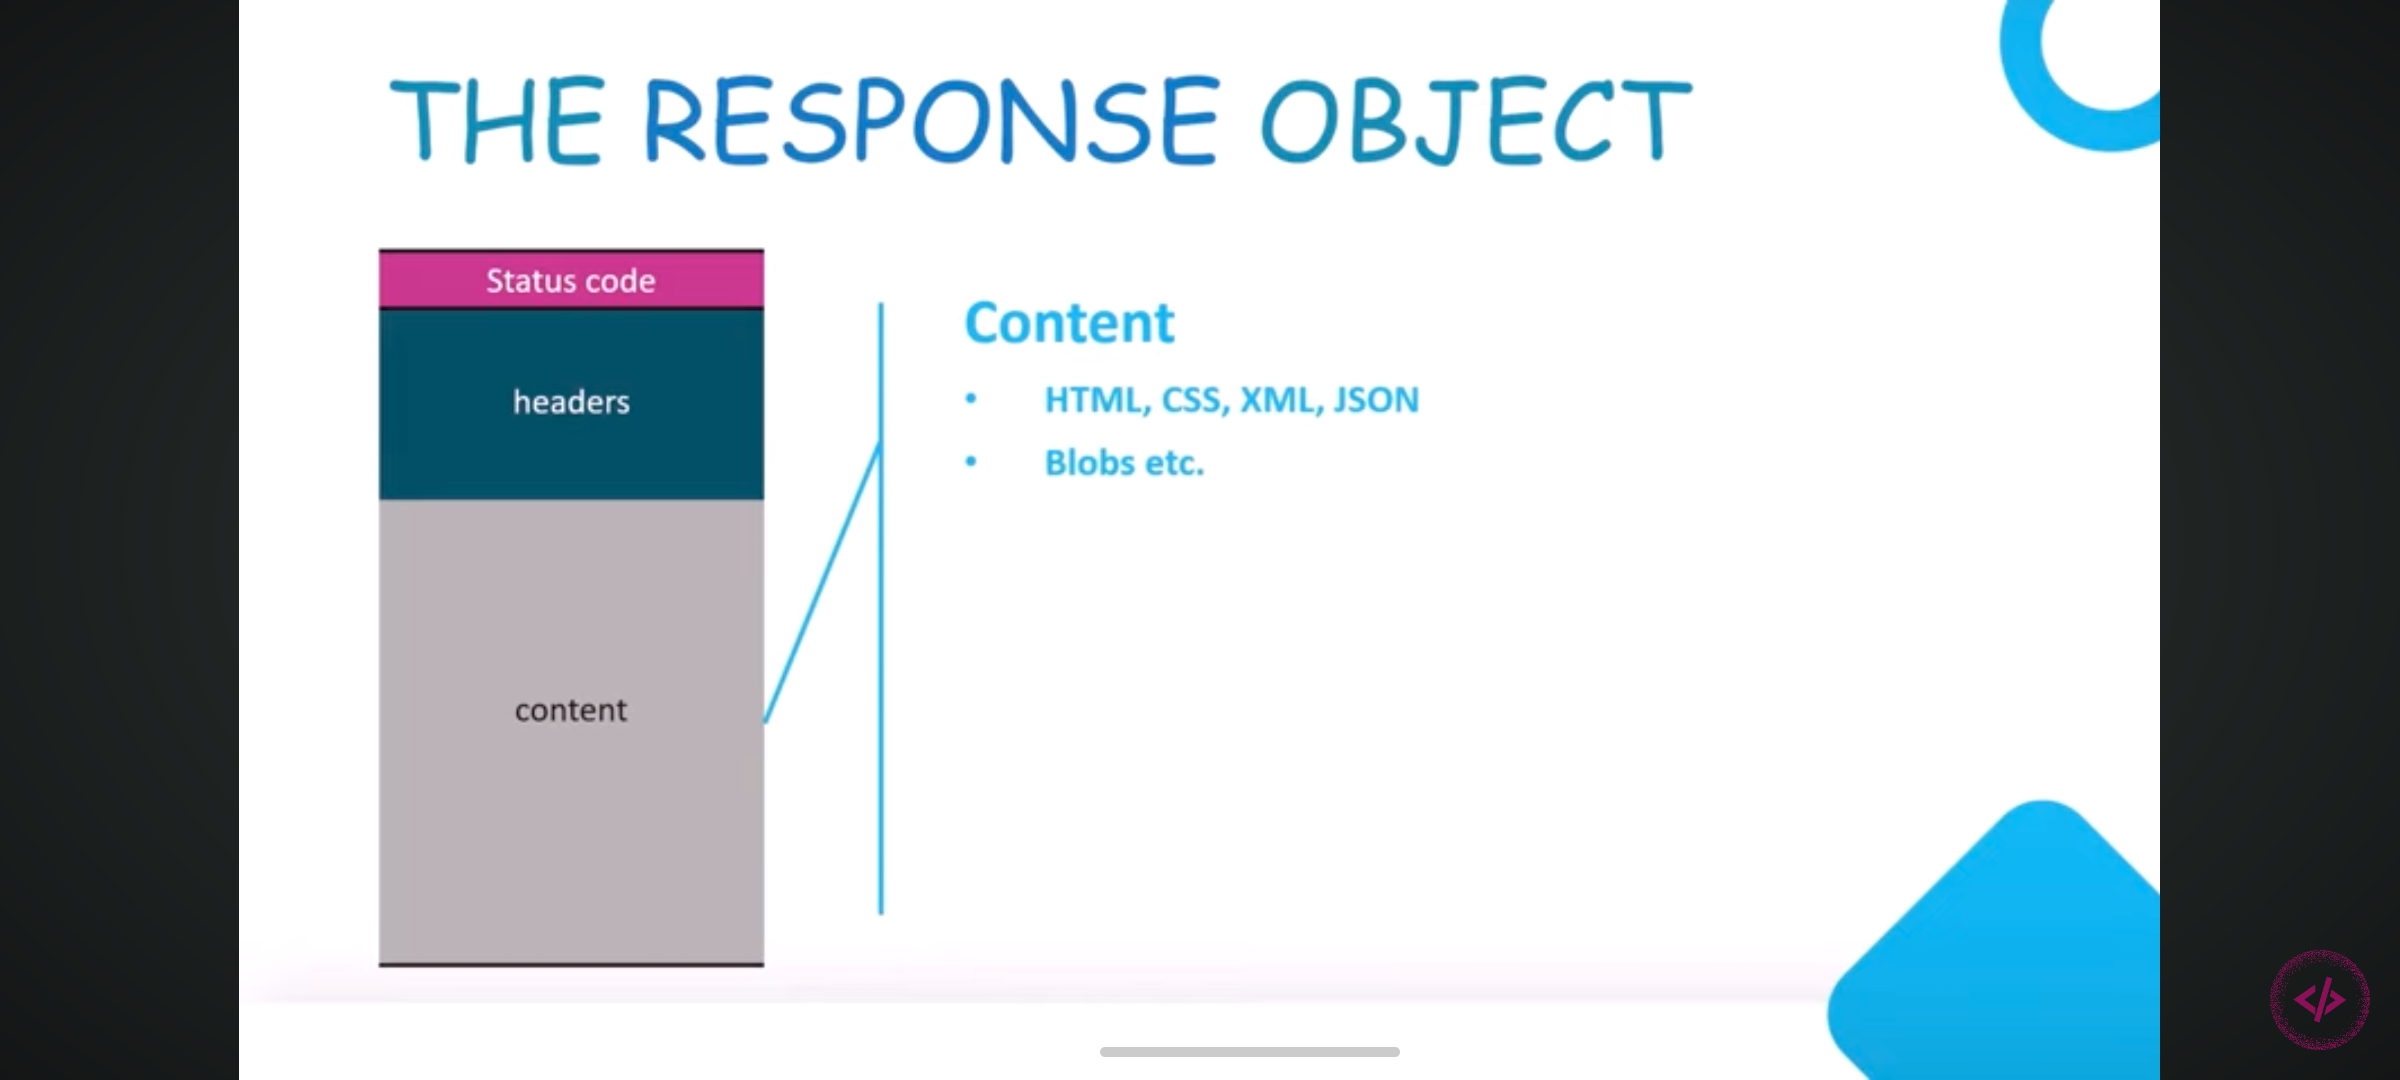 THE RESPONSE OBJECT
Status code
headers
content
Content
• HTML, CSS, XML, JSON
• Blobs etc.